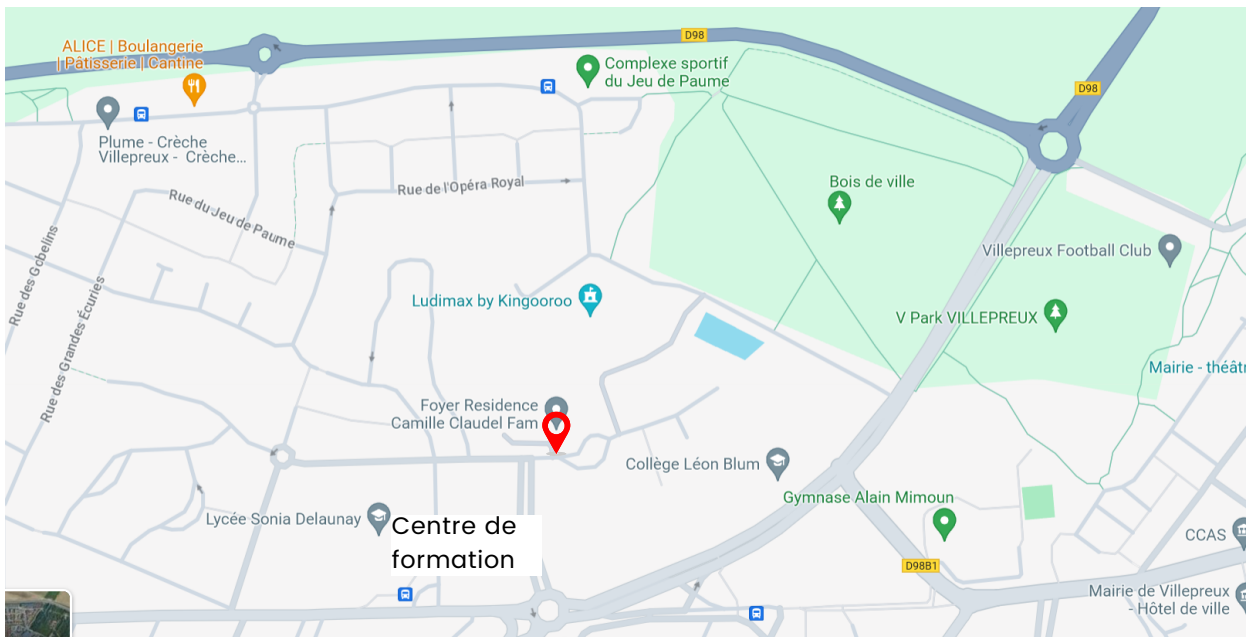 D98
ALICE | Boulangerie
| Pâtisserie | Cantine
Complexe sportif
du Jeu de Paume
D98
Plume - Crèche
Villepreux - Crèche...
Rue de l'Opéra Royal
Bois de ville
Rue du Jeu de Paume
Villepreux Football Club
Rue des Gobelins
Rue des Grandes Écuries
Ludimax by Kingooroo
V Park VILLEPREUX
Mairie - théâtr
Foyer Residence
Camille Claudel Fam
Collège Léon Blum
Gymnase Alain Mimoun
Lycée Sonia Delaunay
Centre de
formation
CCAS
D98B1
Mairie de Villepreux
- Hôtel de ville